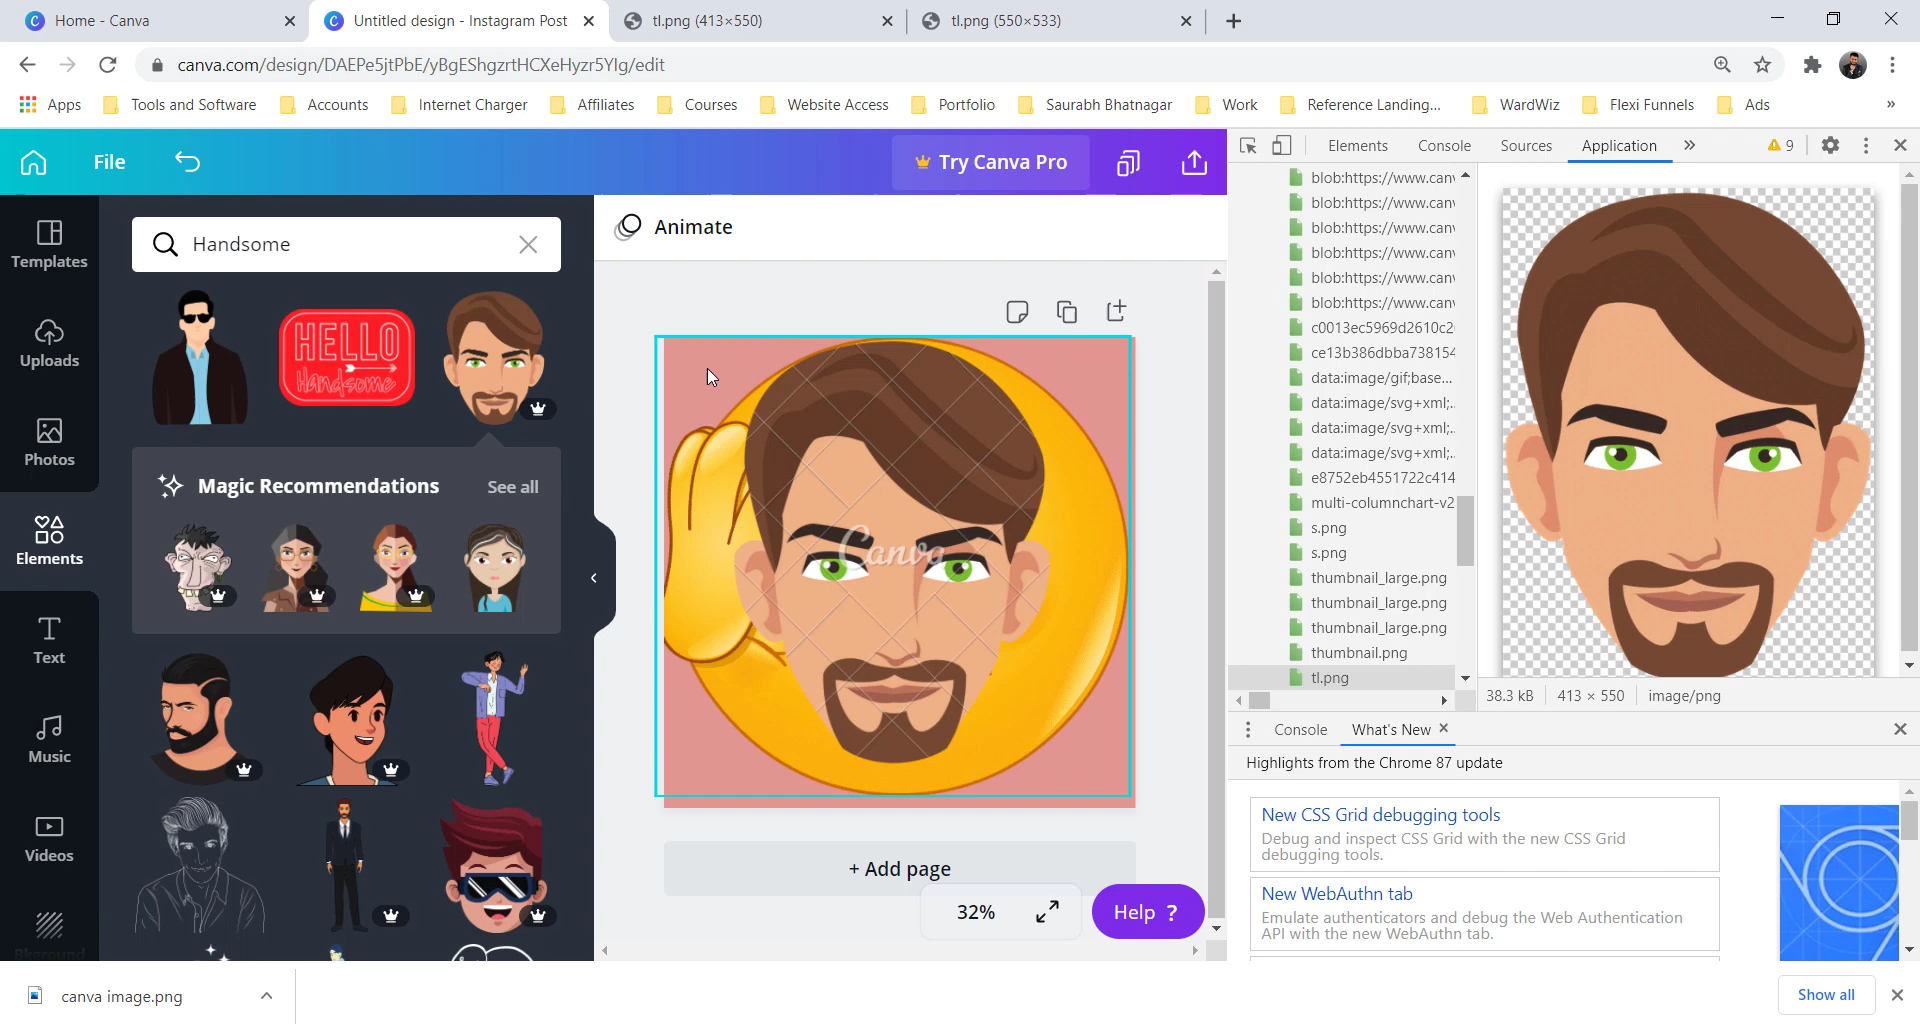 Home - Canva
Untitled design - Instagram Post
tl.png (413×550)
tl.png (550×533)
canva.com/design/DAEPe5jtPbE/yBgEShgzrtHCXeHyzr5YIg/edit
Apps
Tools and Software
Accounts
Internet Charger
Affiliates
Courses
Website Access
Portfolio
Saurabh Bhatnagar
Work
Reference Landing...
WardWiz
Flexi Funnels
Ads
»
File
Try Canva Pro
Elements
Console
Sources
Application
»
9
Templates
Uploads
Photos
Elements
Text
Music
Videos
Handsome
HELLO
Handsome
Magic Recommendations
See all
Animate
Canva
+ Add page
32%
Help ?
blob:https://www.canv
blob:https://www.canv
blob:https://www.canv
blob:https://www.canv
blob:https://www.canv
blob:https://www.canv
c0013ec5969d2610c2
ce13b386dbba738154
data:image/gif;base...
data:image/svg+xml;..
data:image/svg+xml;..
data:image/svg+xml;..
e8752eb4551722c414
multi-columnchart-v2
s.png
s.png
thumbnail_large.png
thumbnail_large.png
thumbnail_large.png
thumbnail.png
tl.png
38.3 kB
413 × 550
image/png
Console
What's New
Highlights from the Chrome 87 update
New CSS Grid debugging tools
Debug and inspect CSS Grid with the new CSS Grid
debugging tools.
New WebAuthn tab
Emulate authenticators and debug the Web Authentication
API with the new WebAuthn tab.
canva image.png
Show all